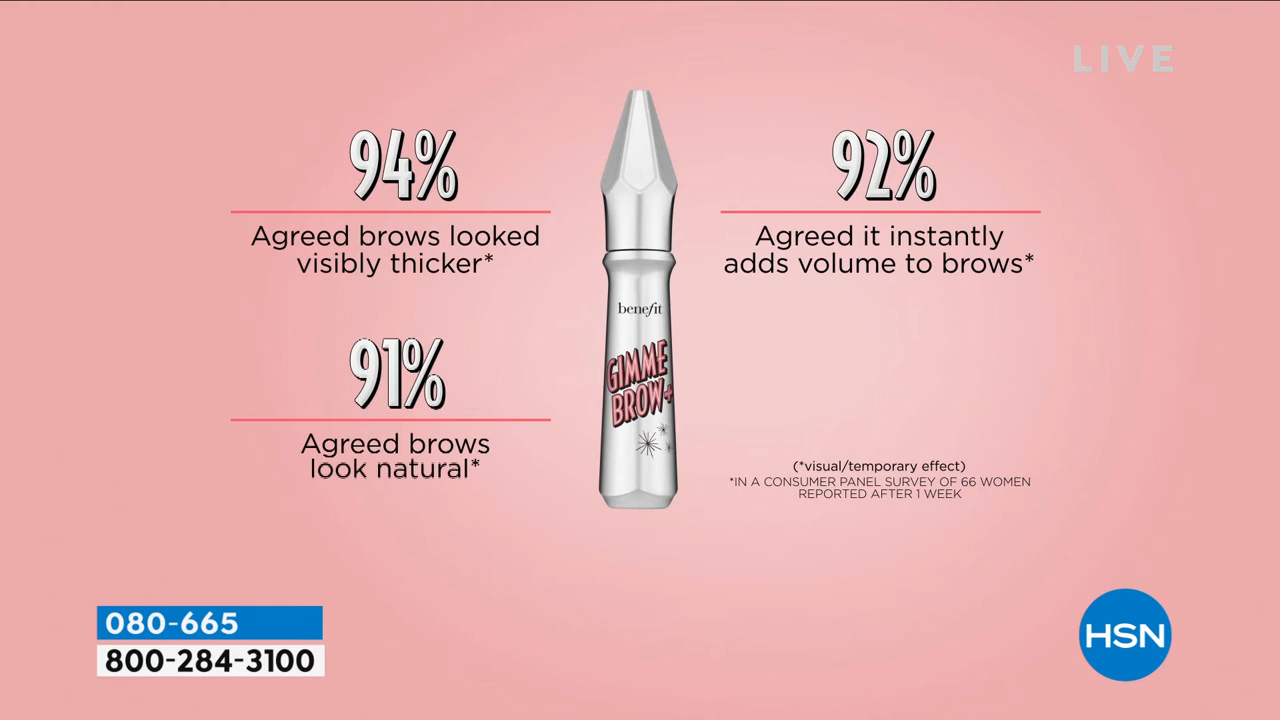 LIVE
94%
Agreed brows looked
visibly thicker*
92%
Agreed it instantly
adds volume to brows*
benefit
GIMME
BROW+
91%
Agreed brows
look natural*
(*visual/temporary effect)
*IN A CONSUMER PANEL SURVEY OF 66 WOMEN
REPORTED AFTER 1 WEEK
080-665
800-284-3100
HSN